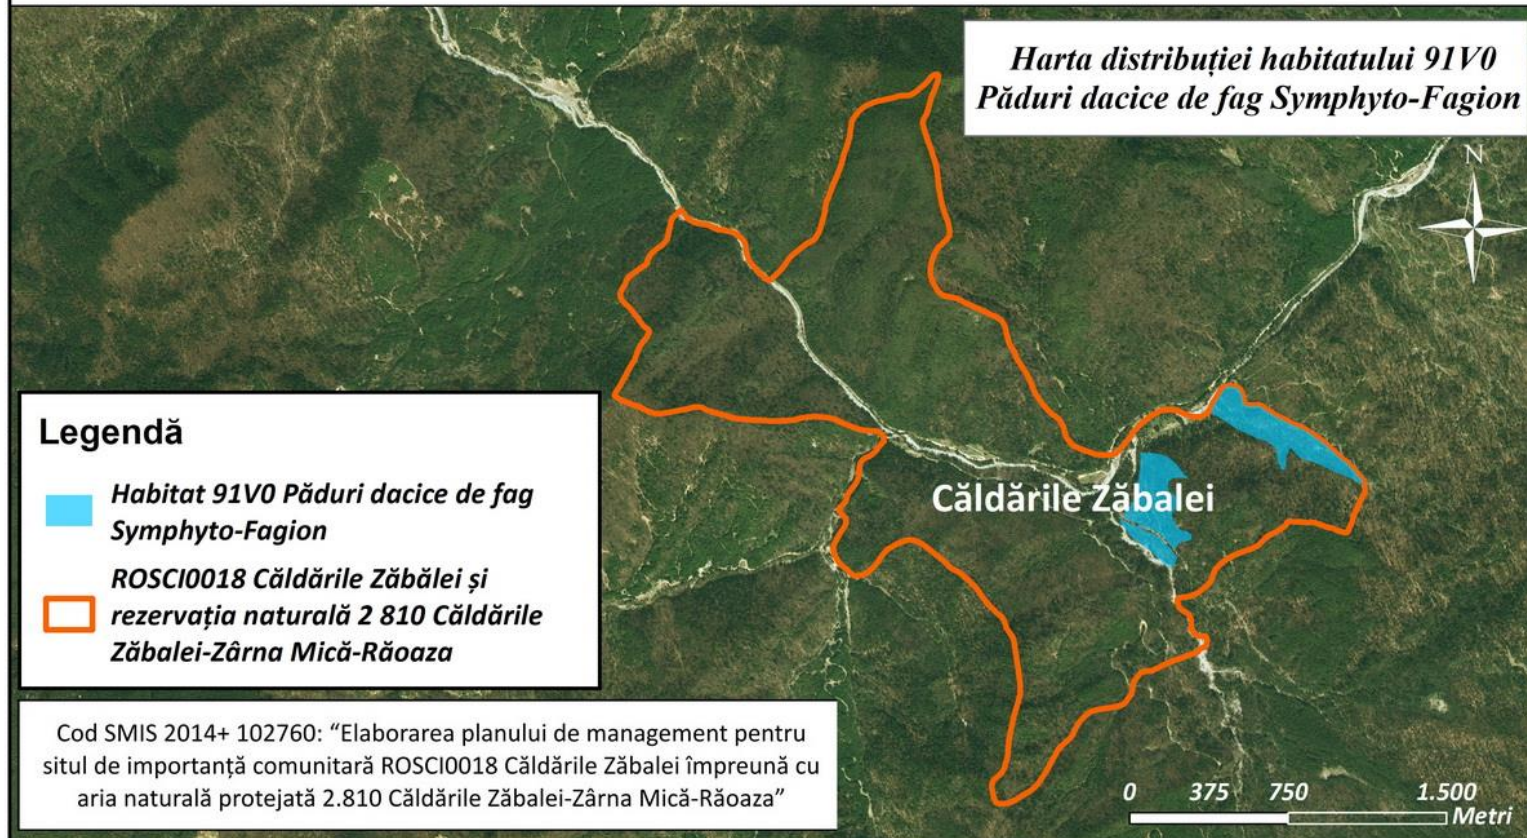 Harta distribuției habitatului 91V0
Păduri dacice de fag Symphyto-Fagion
N
Legendă
Habitat 91V0 Păduri dacice de fag
Symphyto-Fagion
ROSCI0018 Căldările Zăbălei și
rezervația naturală 2 810 Căldările
Zăbalei-Zârna Mică-Răoaza
Căldările Zăbalei
Cod SMIS 2014+ 102760: “Elaborarea planului de management pentru
situl de importanță comunitară ROSCI0018 Căldările Zăbalei împreună cu
aria naturală protejată 2.810 Căldările Zăbalei-Zârna Mică-Răoaza”
0 375 750 1.500
Metri